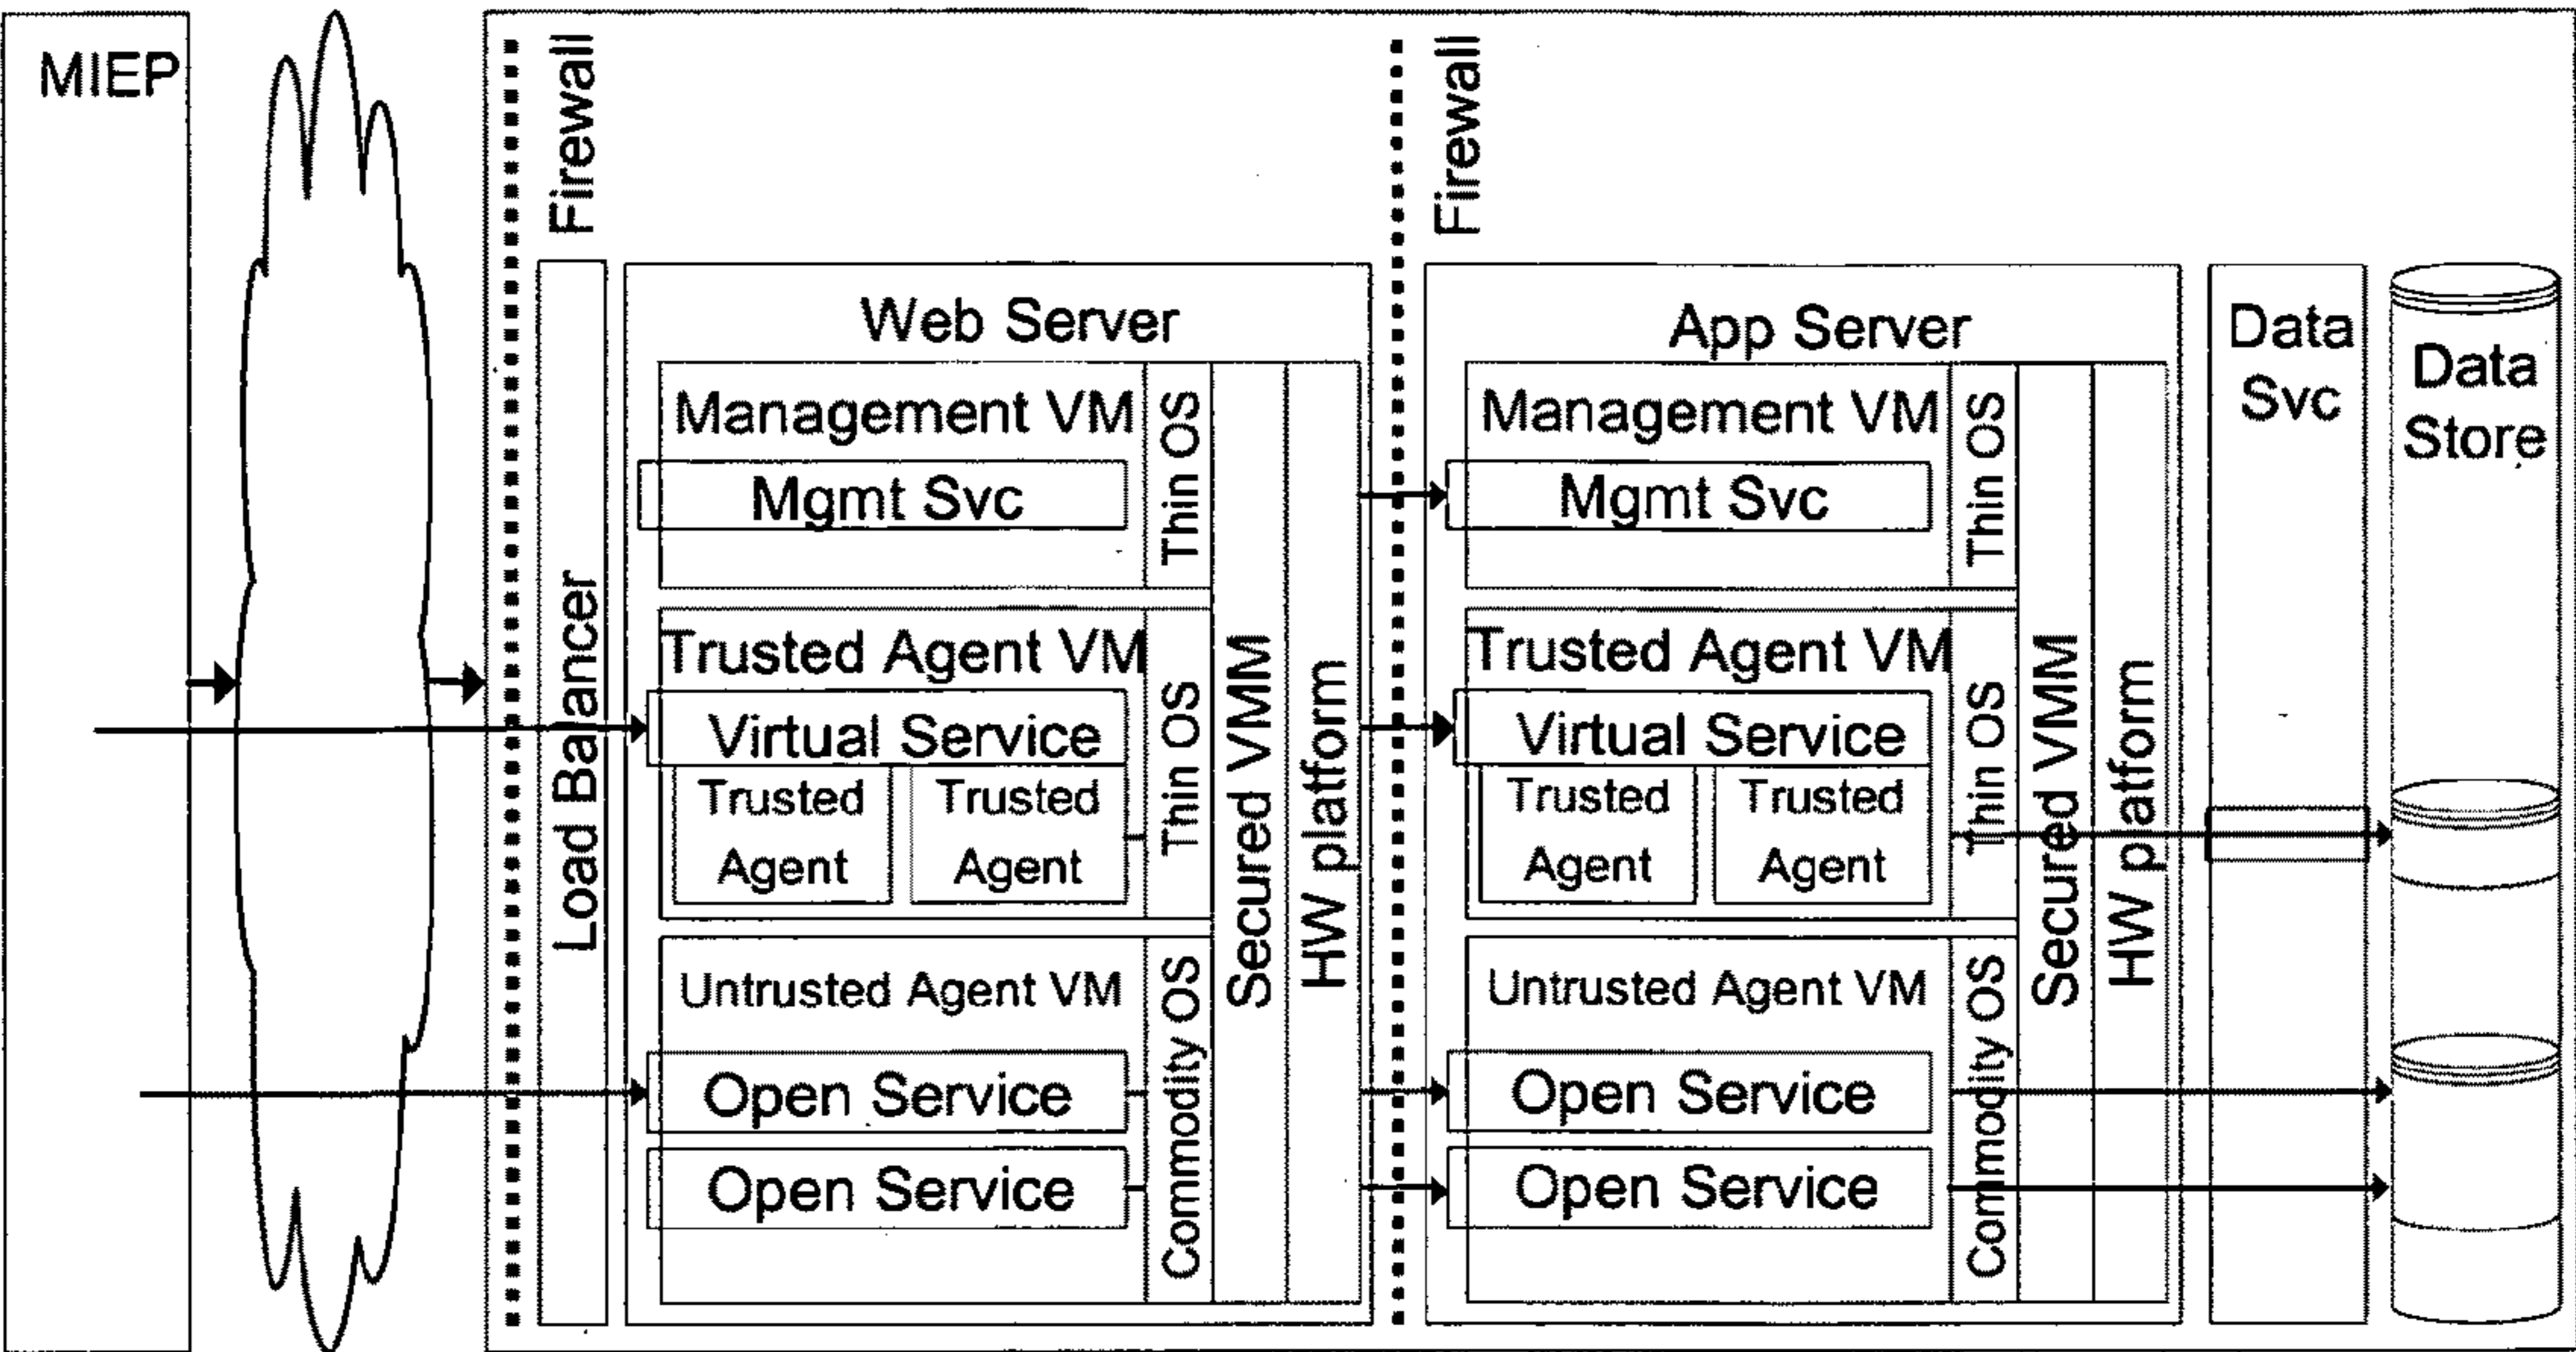 MIEP
Firewall
Load Balancer
Web Server
Management VM
Mgmt Svc
Thin OS
Trusted Agent VM
Virtual Service
Trusted
Agent
Trusted
Agent
Thin OS
Untrusted Agent VM
Open Service
Open Service
Commodity OS
Secured VMM
HW platform
Firewall
App Server
Management VM
Mgmt Svc
Thin OS
Trusted Agent VM
Virtual Service
Trusted
Agent
Trusted
Agent
Thin OS
Untrusted Agent VM
Open Service
Open Service
Commodity OS
Secured VMM
HW platform
Data
Svc
Data
Store